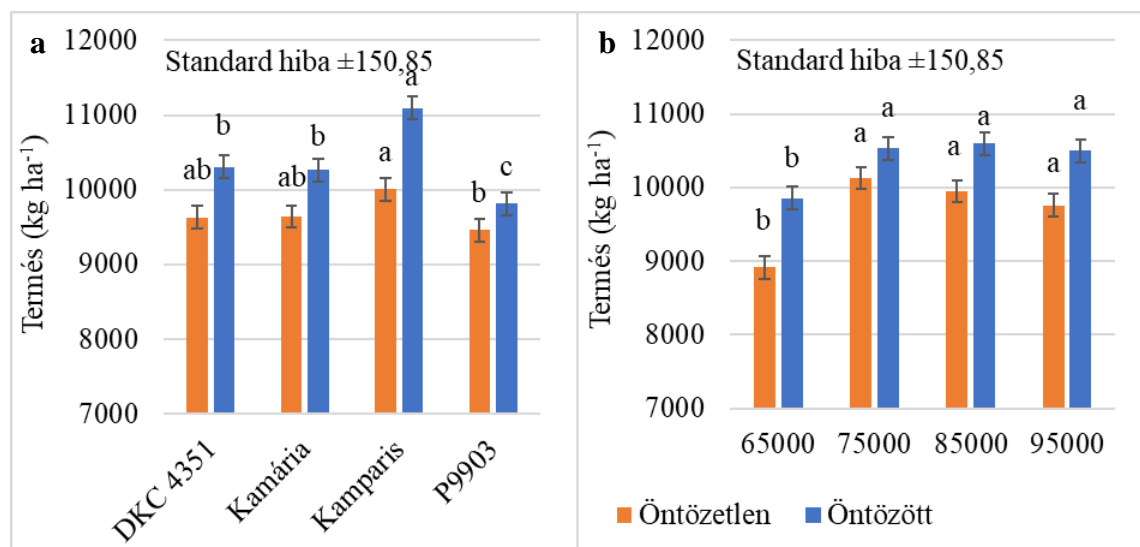 a
12000
11000
10000
9000
8000
7000
Termés (kg ha-1)
Standard hiba ±150,85
ab
b
ab
b
a
a
b
c
DKC 4351
Kamária
Kamparis
P9903
b
12000
11000
10000
9000
8000
7000
Termés (kg ha-1)
Standard hiba ±150,85
b
b
a
a
a
a
a
a
65000
75000
85000
95000
Öntözetlen
Öntözött